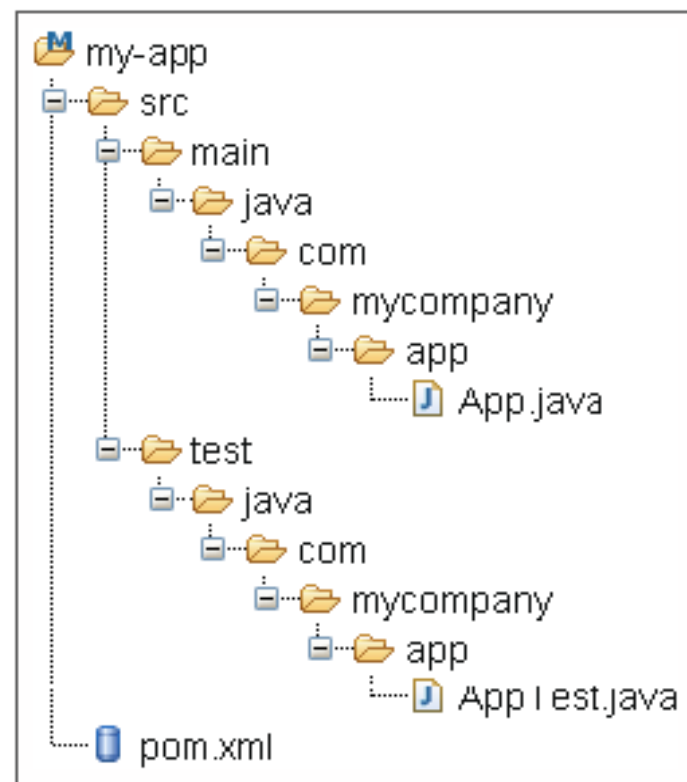 my-app
src
main
java
com
mycompany
app
App.java
test
java
com
mycompany
app
AppTest.java
pom.xml